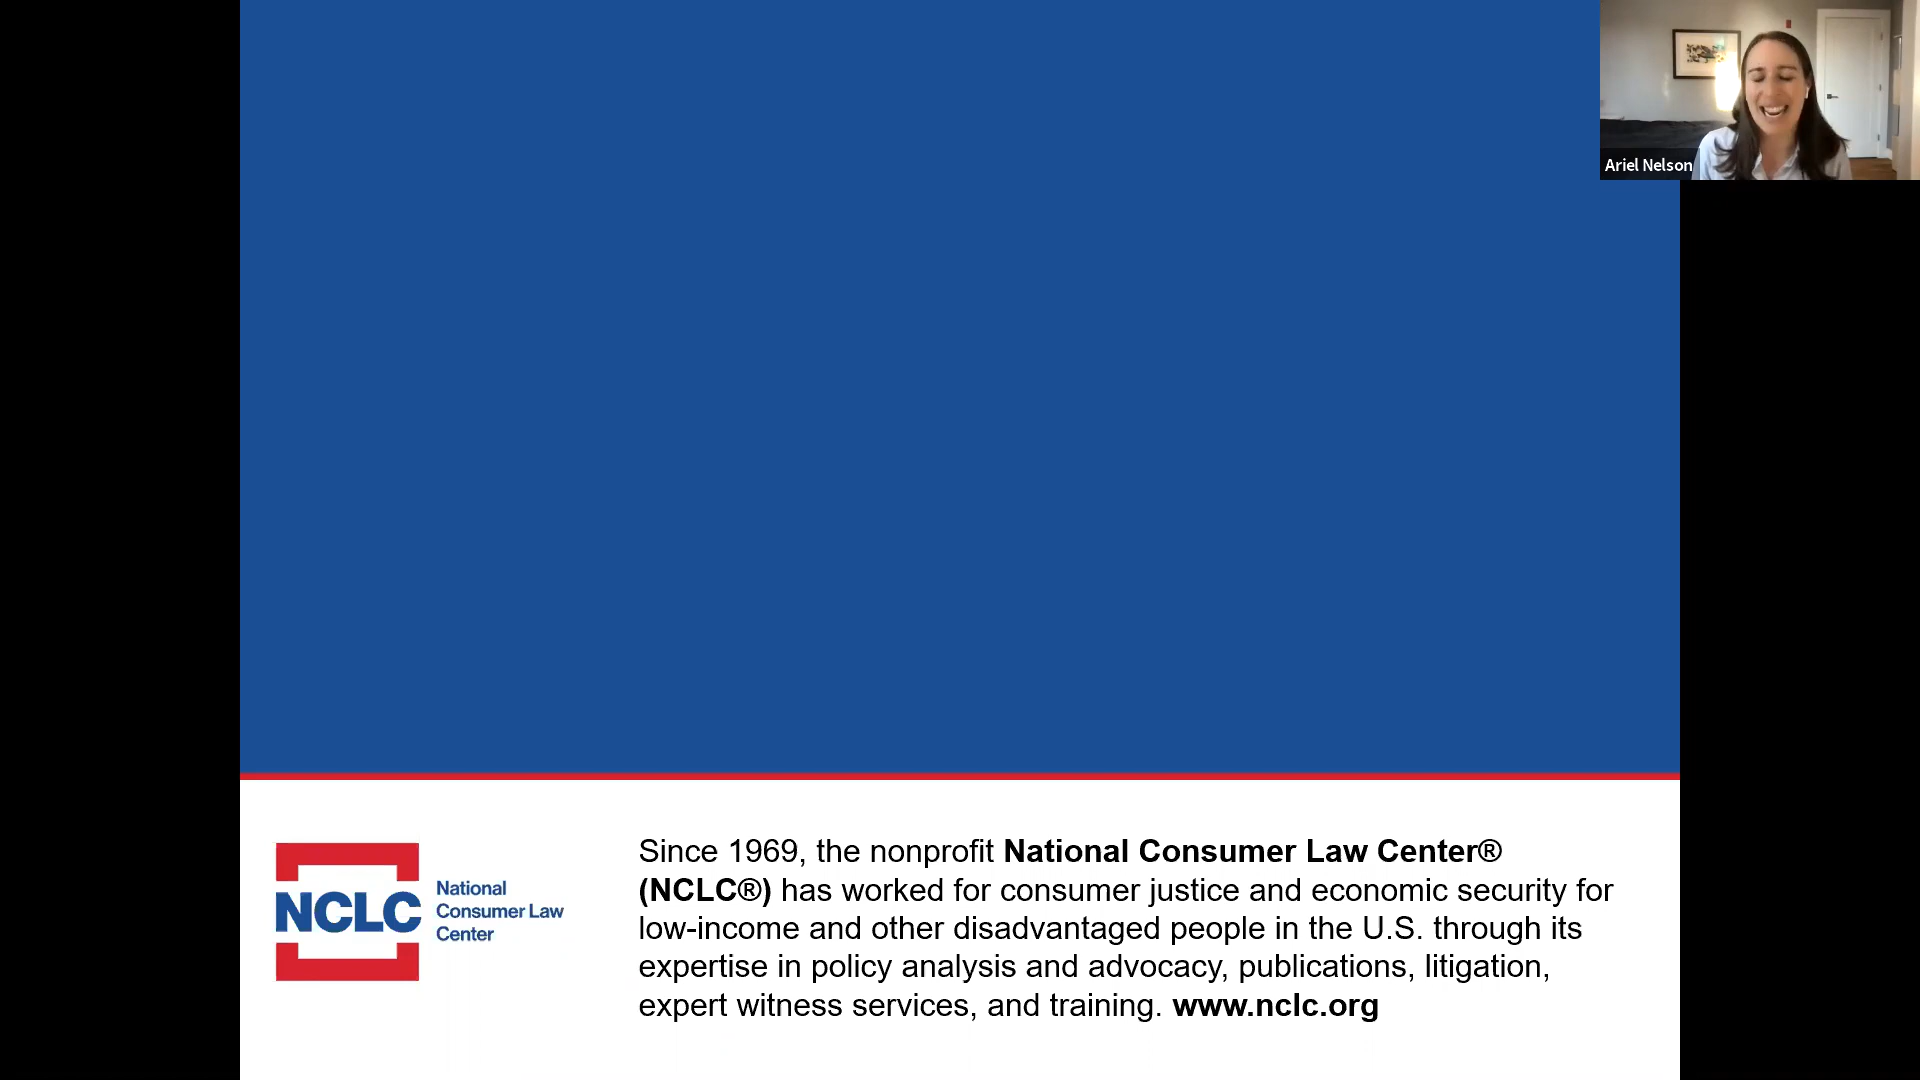 Ariel Nelson
NCLC
National
Consumer Law
Center
Since 1969, the nonprofit National Consumer Law Center®
(NCLC®) has worked for consumer justice and economic security for
low-income and other disadvantaged people in the U.S. through its
expertise in policy analysis and advocacy, publications, litigation,
expert witness services, and training. www.nclc.org